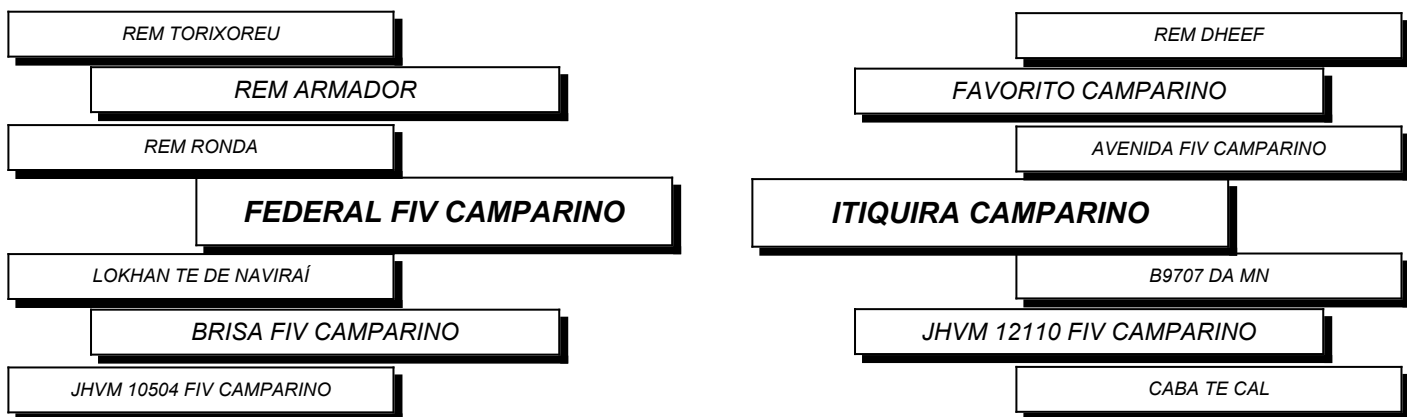 REM TORIXOREU
REM DHEEF
REM ARMADOR
FAVORITO CAMPARINO
REM RONDA
AVENIDA FIV CAMPARINO
FEDERAL FIV CAMPARINO
ITIQUIRA CAMPARINO
LOKHAN TE DE NAVIRAÍ
B9707 DA MN
BRISA FIV CAMPARINO
JHVM 12110 FIV CAMPARINO
JHVM 10504 FIV CAMPARINO
CABA TE CAL